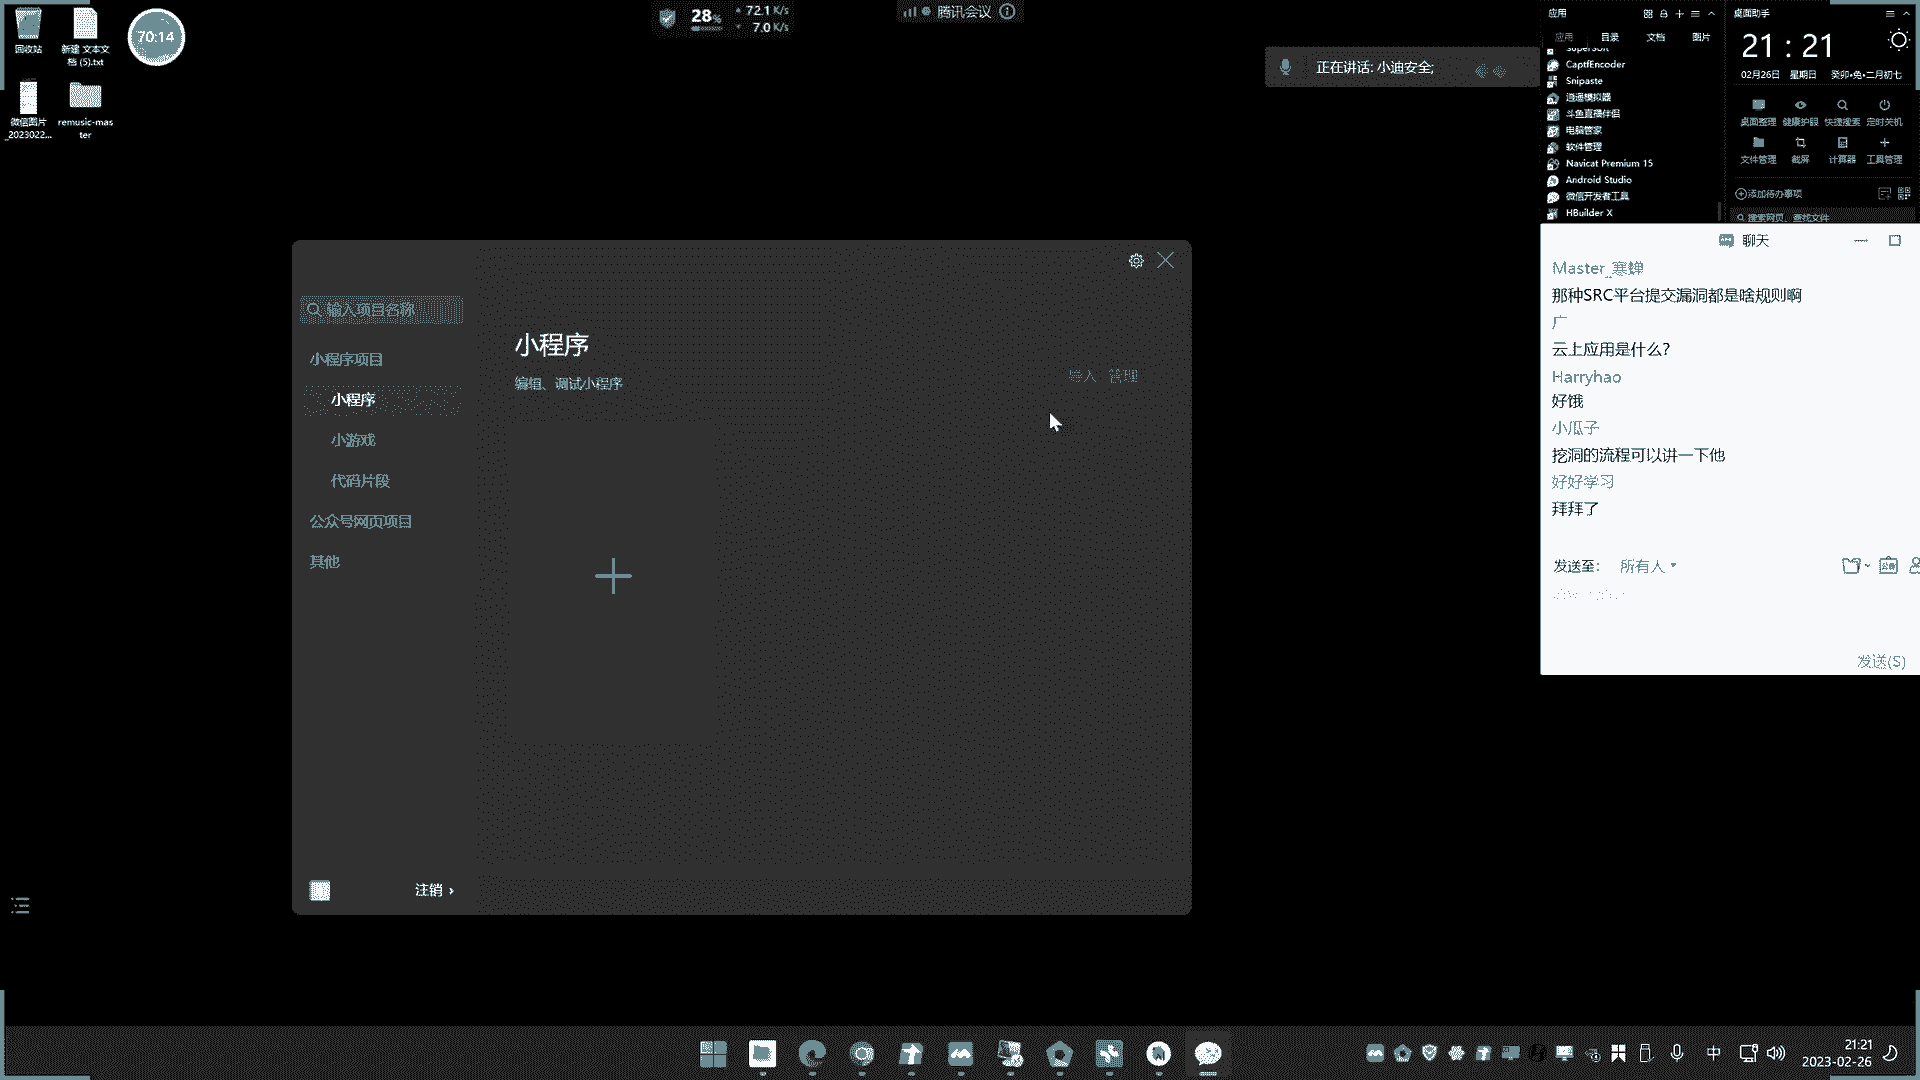 回收站
新建 文本文
档 (5).txt
70:14
微信图片
_2023022...
remusic-mas
ter
28%
72.1 K/s
7.0 K/s
腾讯会议
正在讲话: 小迪安全;
应用
应用
目录
文档
图片
supersoft
CaptfEncoder
Snipaste
逍遥模拟器
斗鱼直播伴侣
电脑管家
软件管理
Navicat Premium 15
Android Studio
微信开发者工具
HBuilder X
桌面助手
21 : 21
02月26日 星期日 癸卯•兔•二月初七
桌面整理 健康护眼 快捷搜索 定时关机
文件管理 截屏 计算器 工具管理
添加待办事项
搜索网页、查找文件
聊天
Master_寒蝉
那种SRC平台提交漏洞都是啥规则啊
广
云上应用是什么?
Harryhao
好饿
小瓜子
挖洞的流程可以讲一下他
好好学习
拜拜了
发送至: 所有人
发送(S)
输入项目名称
小程序项目
小程序
小游戏
代码片段
公众号网页项目
其他
注销 ›
小程序
编辑、调试小程序
导入 管理
中
21:21
2023-02-26